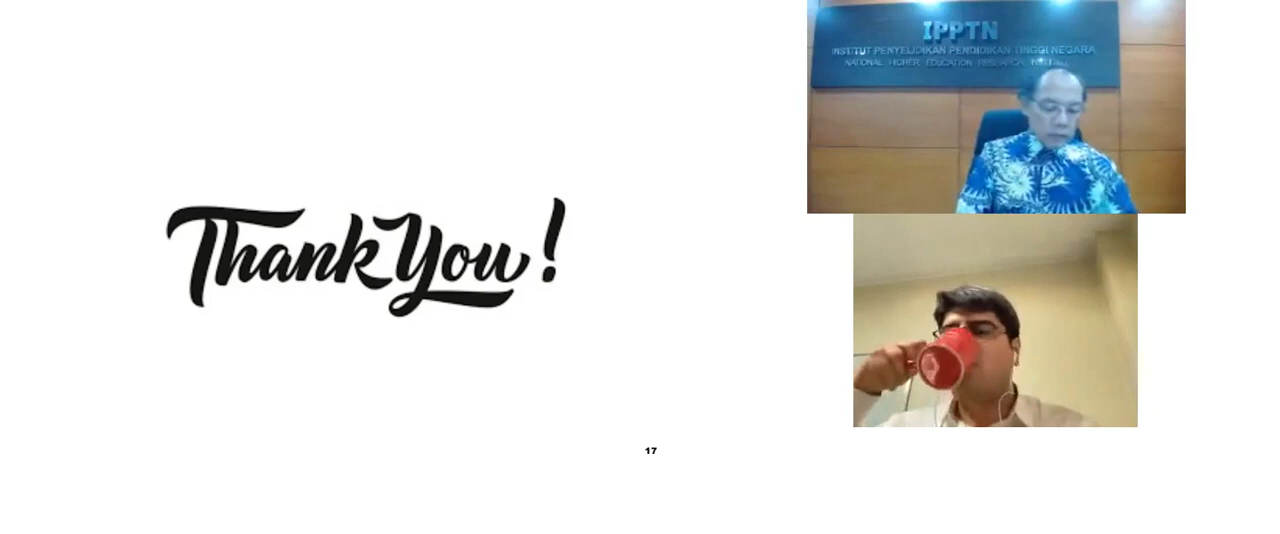 Thank You!
IPPTN
INSTITUT PENYELIDIKAN PENDIDIKAN TINGGI NEGARA
NATIONAL HIGHER EDUCATION RESEARCH
17